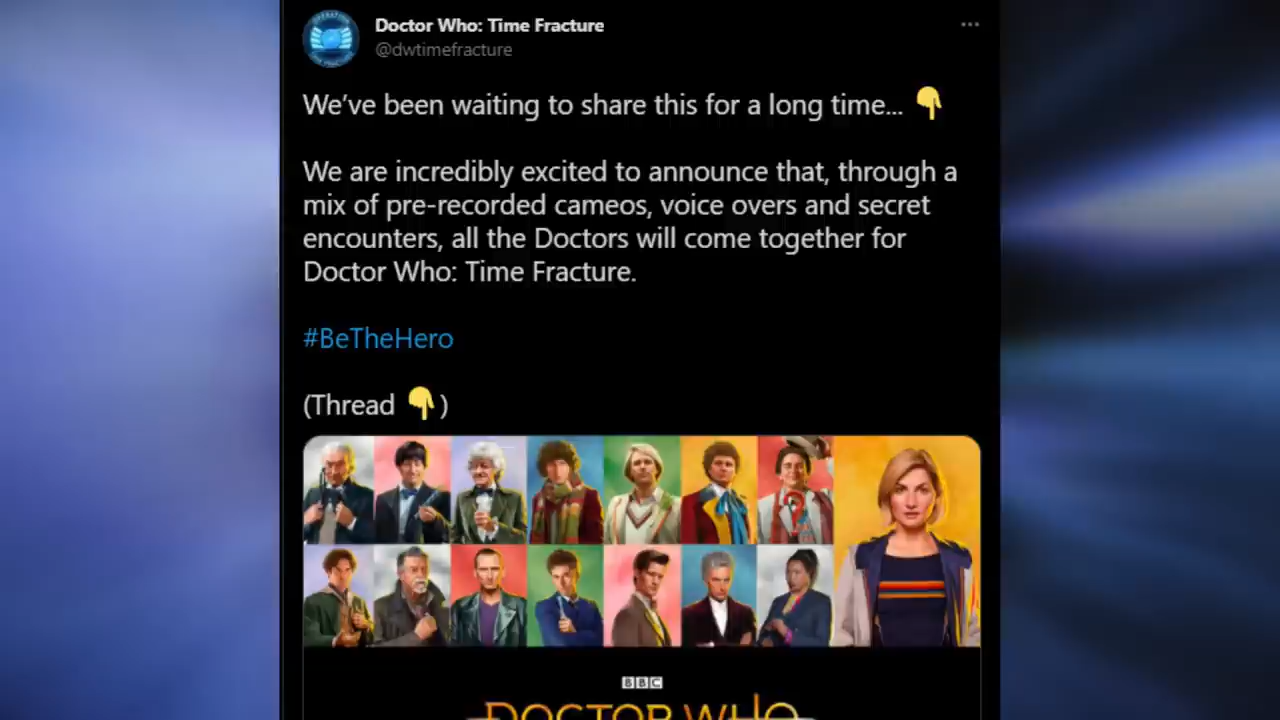 Doctor Who: Time Fracture
@dwtimefracture
We’ve been waiting to share this for a long time... 👇
We are incredibly excited to announce that, through a
mix of pre-recorded cameos, voice overs and secret
encounters, all the Doctors will come together for
Doctor Who: Time Fracture.
#BeTheHero
(Thread 👇)
BBC
DOCTOR WHO